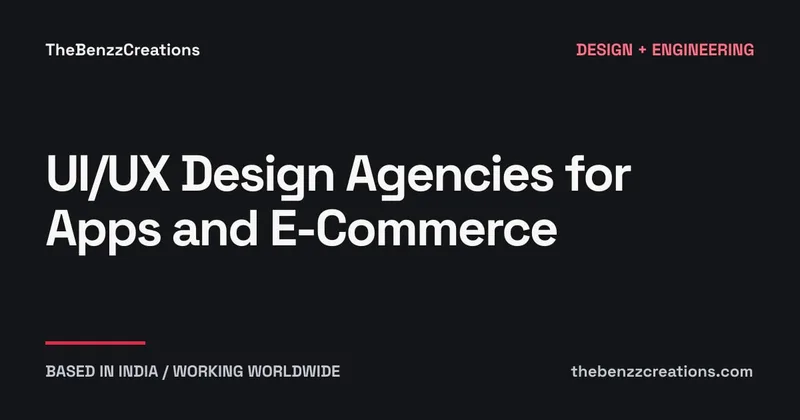 TheBenzzCreations
DESIGN + ENGINEERING
UI/UX Design Agencies for
Apps and E-Commerce
BASED IN INDIA / WORKING WORLDWIDE
thebenzzcreations.com